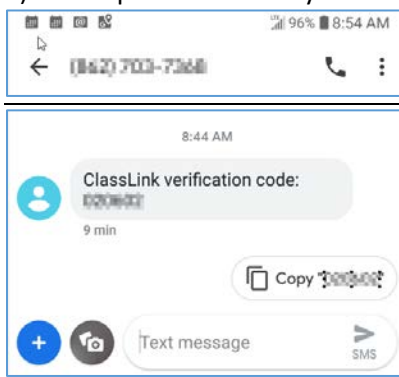 96% 8:54 AM
8:44 AM
ClassLink verification code:
9 min
Copy
Text message
SMS